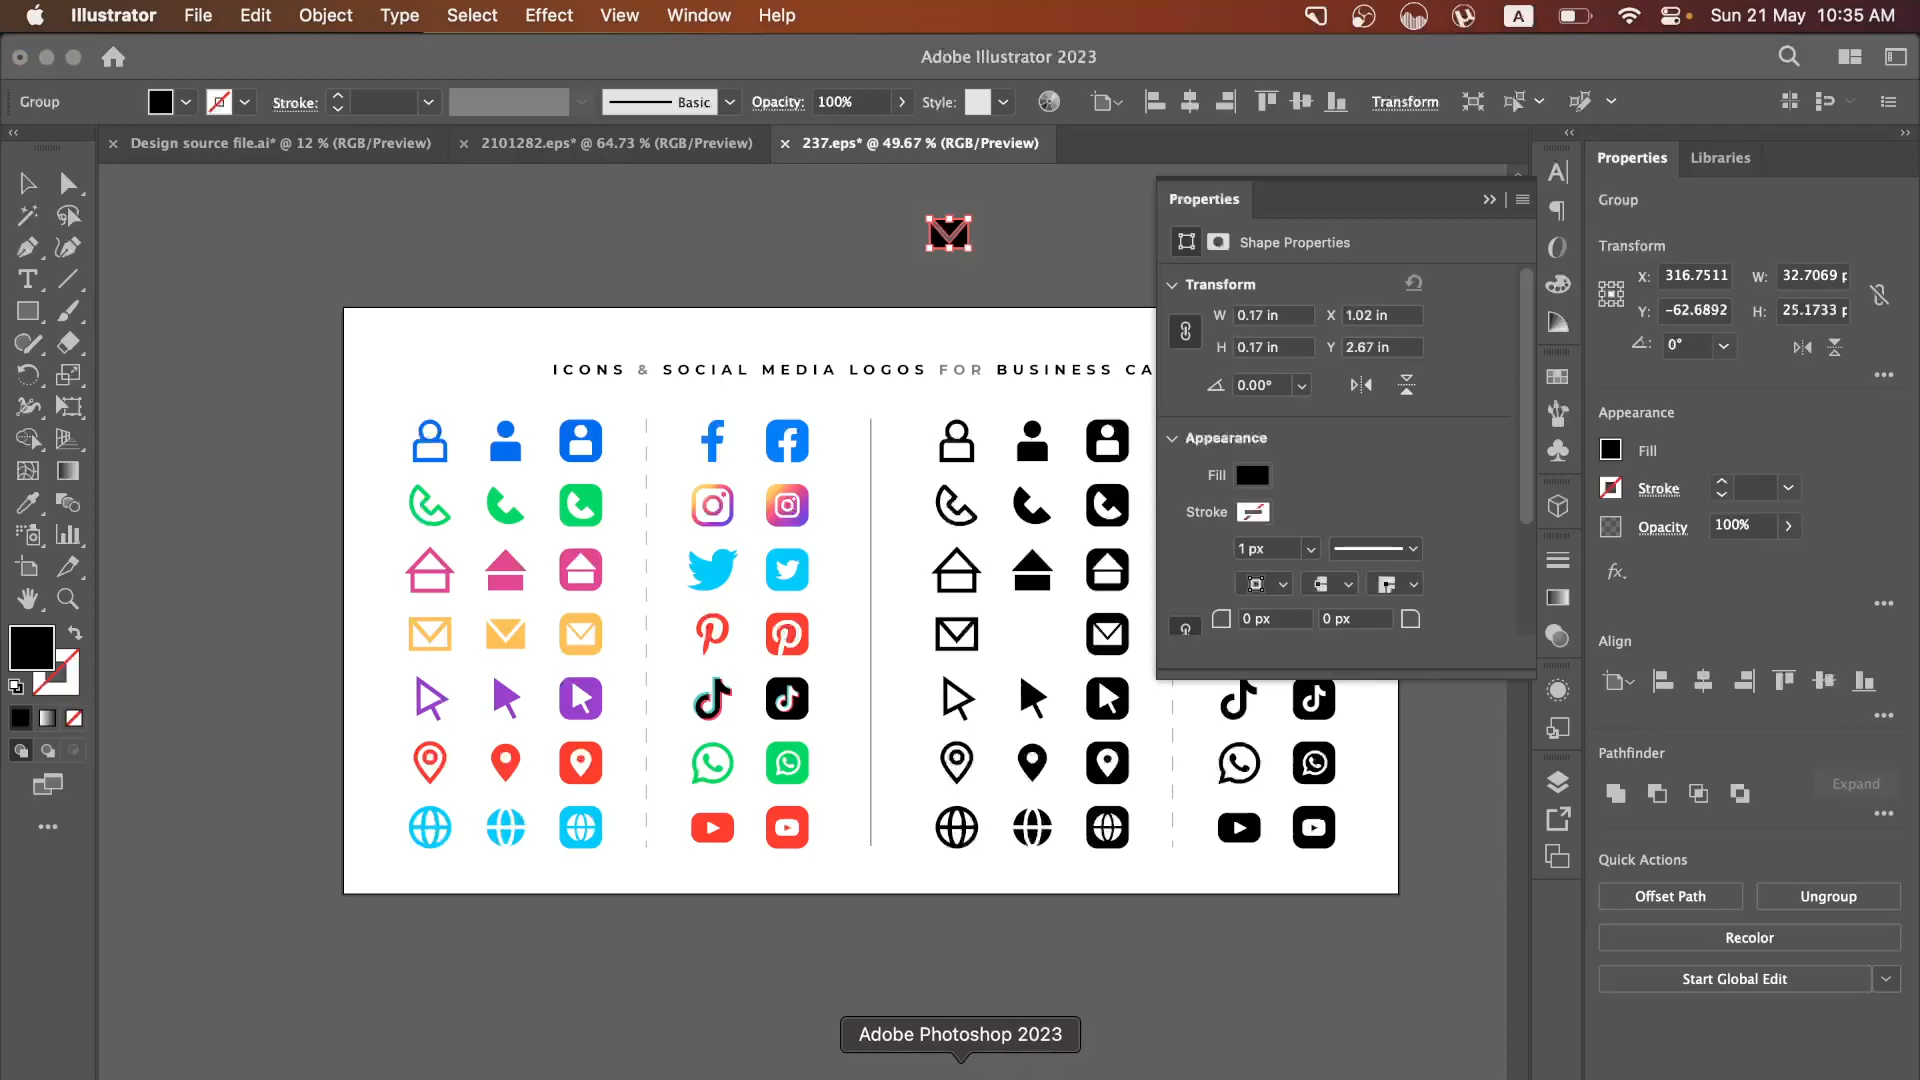 Illustrator File Edit Object Type Select Effect View Window Help A Sun 21 May 10:35 AM
Adobe Illustrator 2023
Group Stroke: Basic Opacity: 100% Style: Transform
Design source file.ai* @ 12 % (RGB/Preview) 2101282.eps* @ 64.73 % (RGB/Preview) 237.eps* @ 49.67 % (RGB/Preview)
Properties Libraries
Group
Transform
X: 316.7511 W: 32.7069 p
Y: -62.6892 H: 25.1733 p
0°
Appearance
Fill
Stroke
Opacity 100%
fx.
Align
Pathfinder
Expand
Quick Actions
Offset Path Ungroup
Recolor
Start Global Edit
Properties
Shape Properties
Transform
W 0.17 in X 1.02 in
H 0.17 in Y 2.67 in
0.00°
Appearance
Fill
Stroke
1 px
0 px 0 px
ICONS & SOCIAL MEDIA LOGOS FOR BUSINESS CA
Adobe Photoshop 2023